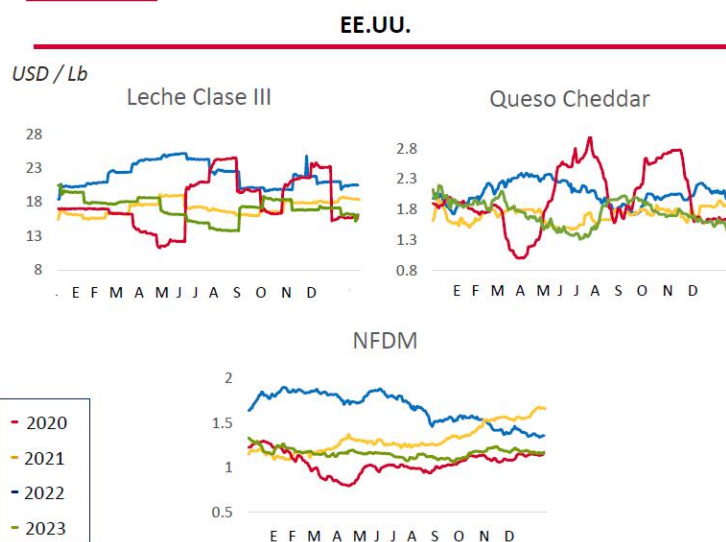 EE.UU.
USD / Lb
Leche Clase III
28
23
18
13
8
. E F M A M J J A S O N D
Queso Cheddar
2.8
2.3
1.8
1.3
0.8
E F M A M J J A S O N D
NFDM
2
1.5
1
0.5
E F M A M J J A S O N D
2020
2021
2022
2023